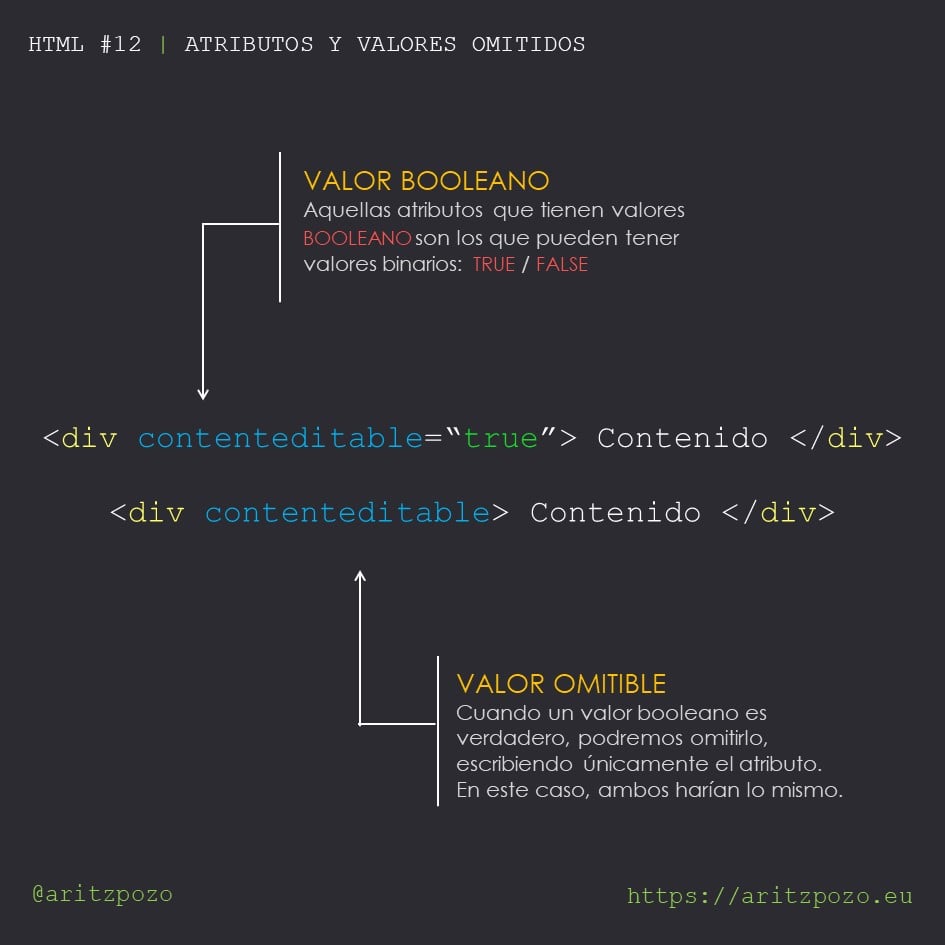 HTML #12 | ATRIBUTOS Y VALORES OMITIDOS
VALOR BOOLEANO
Aquellas atributos que tienen valores
BOOLEANO son los que pueden tener
valores binarios: TRUE / FALSE
<div contenteditable=“true”> Contenido </div>
<div contenteditable> Contenido </div>
VALOR OMITIBLE
Cuando un valor booleano es
verdadero, podremos omitirlo,
escribiendo únicamente el atributo.
En este caso, ambos harían lo mismo.
@aritzpozo
https://aritzpozo.eu